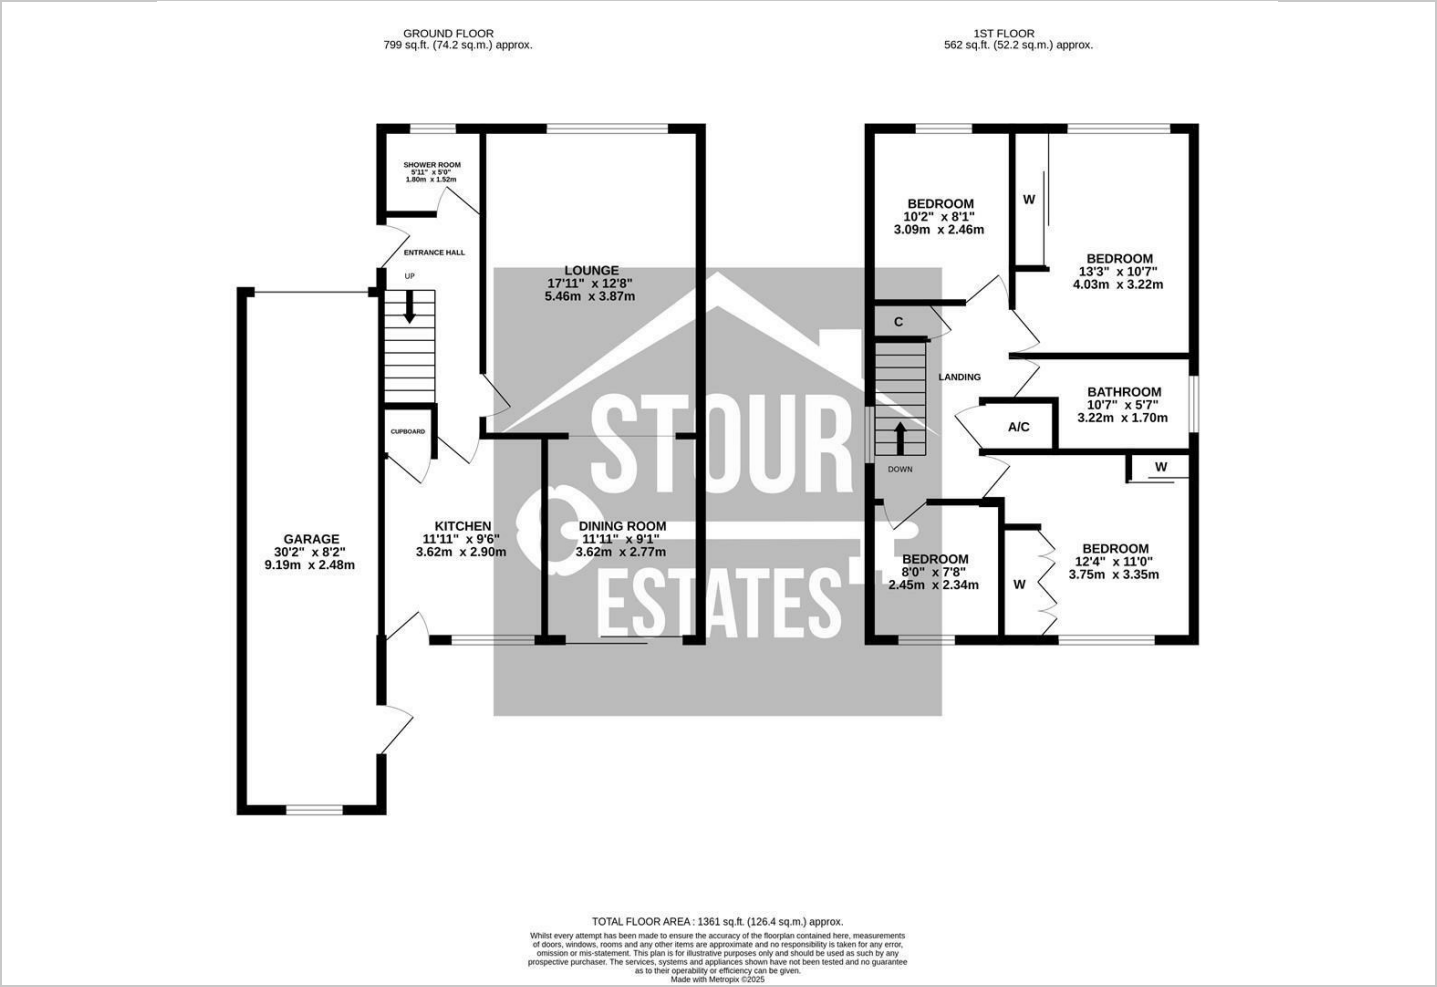 GROUND FLOOR
799 sq.ft. (74.2 sq.m.) approx.
1ST FLOOR
562 sq.ft. (52.2 sq.m.) approx.
SHOWER ROOM
5'11" x 5'0"
1.80m x 1.52m
ENTRANCE HALL
UP
LOUNGE
17'11" x 12'8"
5.46m x 3.87m
CUPBOARD
KITCHEN
11'11" x 9'6"
3.62m x 2.90m
DINING ROOM
11'11" x 9'1"
3.62m x 2.77m
GARAGE
30'2" x 8'2"
9.19m x 2.48m
STOUR
ESTATES
BEDROOM
10'2" x 8'1"
3.09m x 2.46m
W
BEDROOM
13'3" x 10'7"
4.03m x 3.22m
C
LANDING
BATHROOM
10'7" x 5'7"
3.22m x 1.70m
A/C
DOWN
W
BEDROOM
8'0" x 7'8"
2.45m x 2.34m
W
BEDROOM
12'4" x 11'0"
3.75m x 3.35m
TOTAL FLOOR AREA : 1361 sq.ft. (126.4 sq.m.) approx.
Whilst every attempt has been made to ensure the accuracy of the floorplan contained here, measurements
of doors, windows, rooms and any other items are approximate and no responsibility is taken for any error,
omission or mis-statement. This plan is for illustrative purposes only and should be used as such by any
prospective purchaser. The services, systems and appliances shown have not been tested and no guarantee
as to their operability or efficiency can be given.
Made with Metropix ©2025